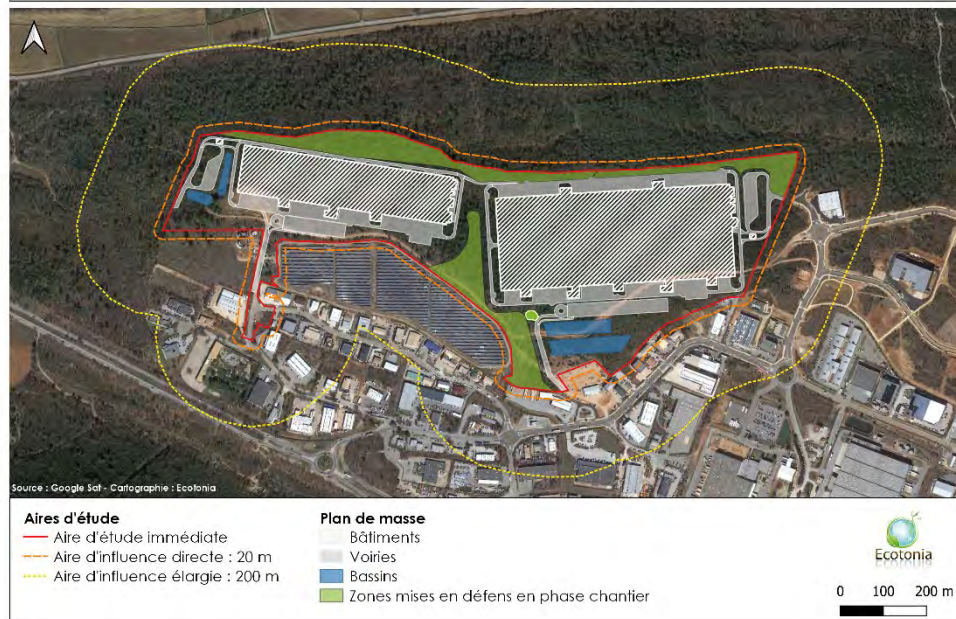 Source : Google Sat - Cartographie : Ecotonia
Aires d'étude
Aire d'étude immédiate
Aire d'influence directe : 20 m
Aire d'influence élargie : 200 m
Plan de masse
Bâtiments
Voiries
Bassins
Zones mises en défens en phase chantier
Ecotonia
0 100 200 m